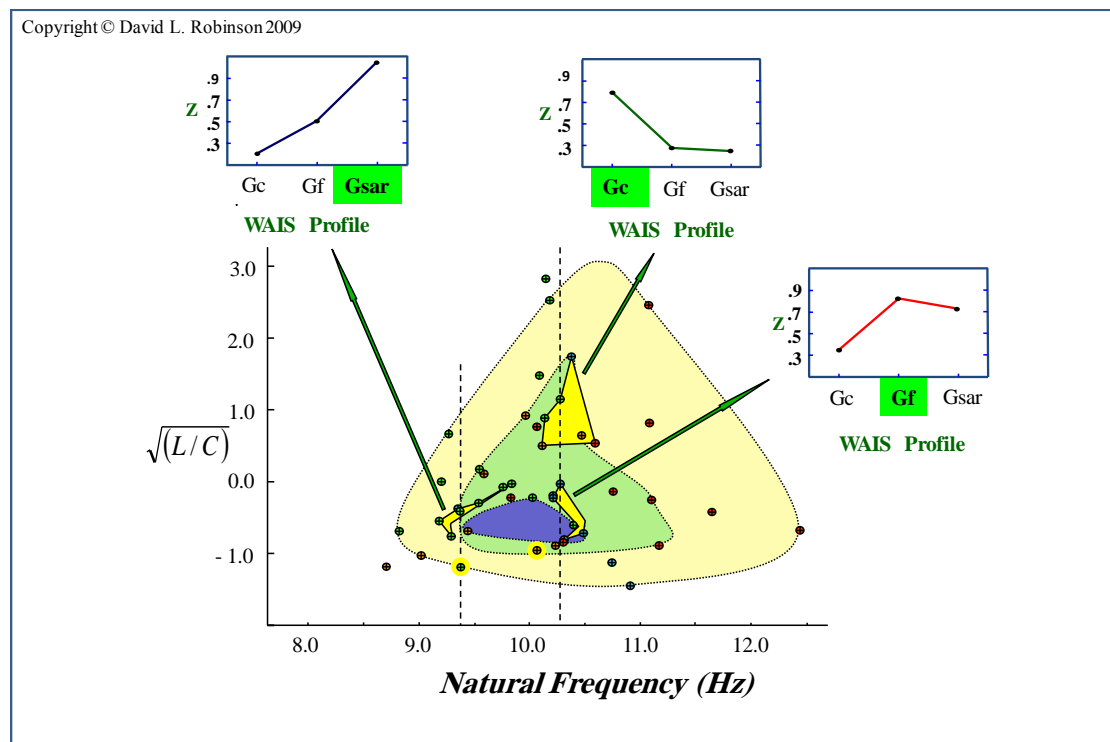 Copyright © David L. Robinson 2009
.9
.7
Z
.5
.3
Gc Gf Gsar
WAIS Profile
.9
.7
Z
.5
.3
Gc Gf Gsar
WAIS Profile
.9
.7
Z
.5
.3
Gc Gf Gsar
WAIS Profile
3.0
2.0
1.0
√(L/C)
0.0
- 1.0
8.0 9.0 10.0 11.0 12.0
Natural Frequency (Hz)